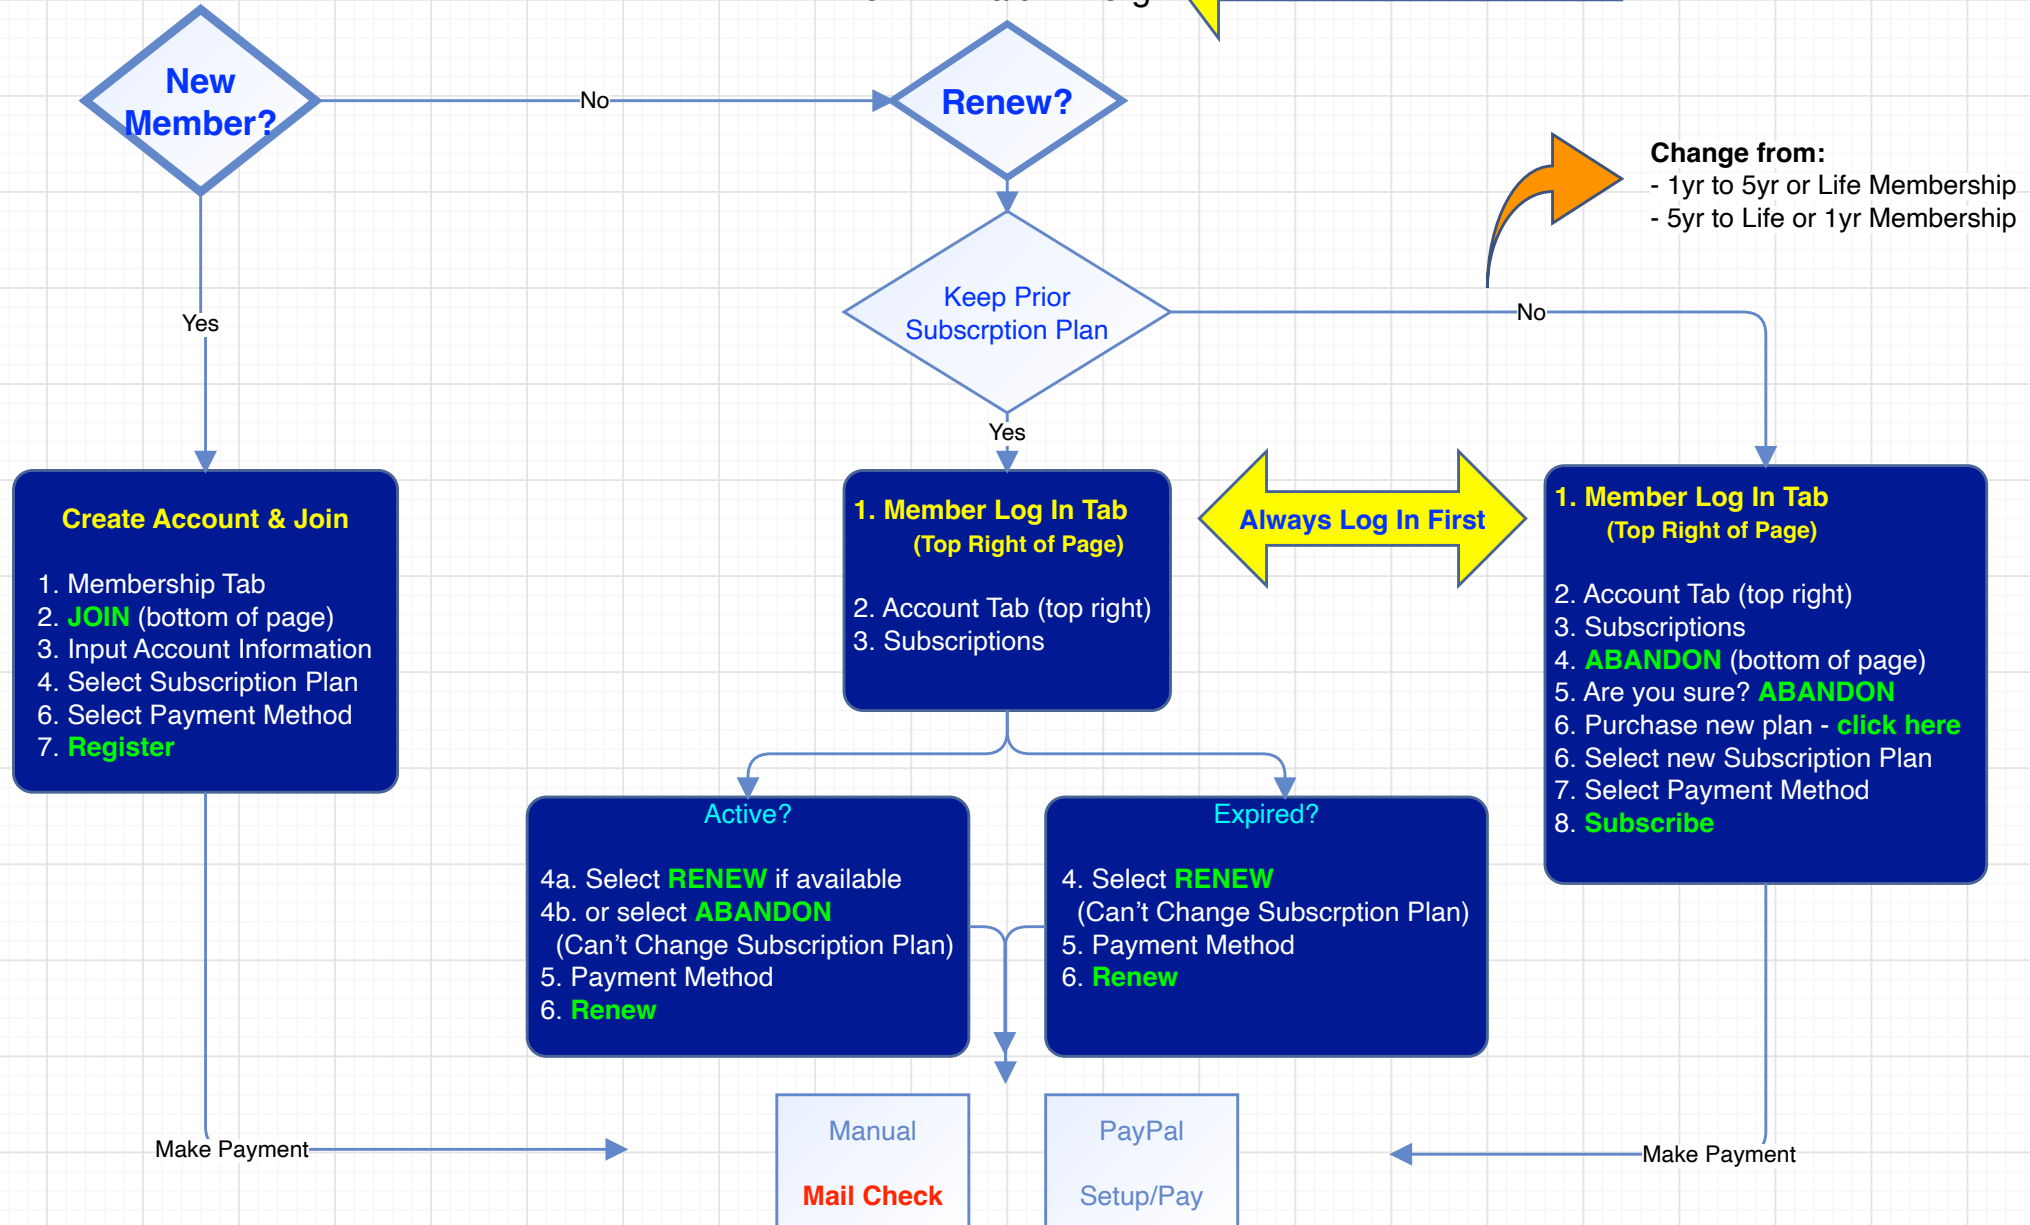 New
Member?
No
Renew?
Change from:
- 1yr to 5yr or Life Membership
- 5yr to Life or 1yr Membership
Yes
Keep Prior
Subscrption Plan
No
Yes
Create Account & Join
1. Membership Tab
2. JOIN (bottom of page)
3. Input Account Information
4. Select Subscription Plan
6. Select Payment Method
7. Register
1. Member Log In Tab
(Top Right of Page)
2. Account Tab (top right)
3. Subscriptions
Always Log In First
1. Member Log In Tab
(Top Right of Page)
2. Account Tab (top right)
3. Subscriptions
4. ABANDON (bottom of page)
5. Are you sure? ABANDON
6. Purchase new plan - click here
6. Select new Subscription Plan
7. Select Payment Method
8. Subscribe
Active?
4a. Select RENEW if available
4b. or select ABANDON
(Can't Change Subscription Plan)
5. Payment Method
6. Renew
Expired?
4. Select RENEW
(Can't Change Subscrption Plan)
5. Payment Method
6. Renew
Make Payment
Manual
Mail Check
PayPal
Setup/Pay
Make Payment